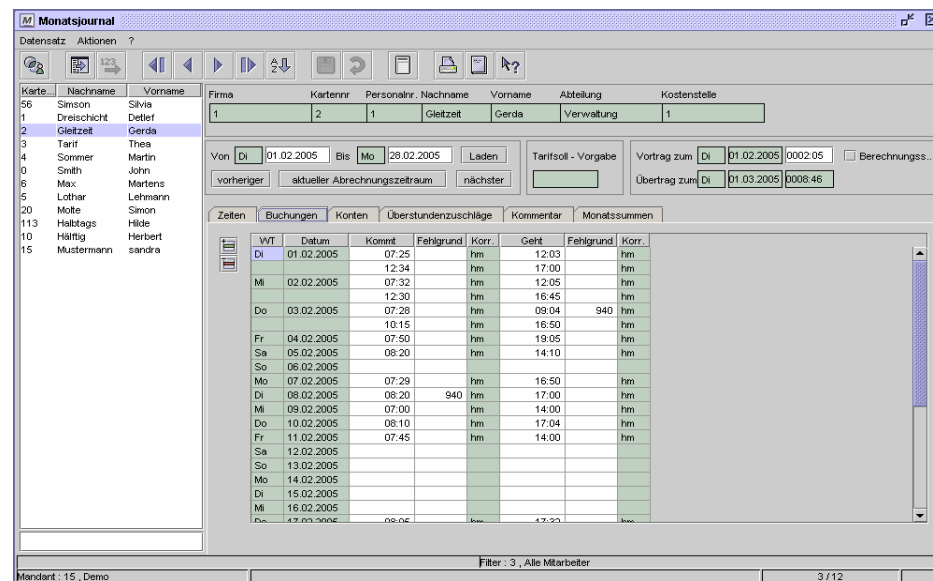 Monatsjournal
Datensatz Aktionen ?
Karte... Nachname Vorname
56 Simson Silvia
1 Dreischicht Detlef
2 Gleitzeit Gerda
3 Tarif Thea
4 Sommer Martin
0 Smith John
6 Max Martens
5 Lothar Lehmann
20 Molte Simon
113 Halbtags Hilde
10 Hälftig Herbert
15 Mustermann sandra
Firma Kartennr Personalnr. Nachname Vorname Abteilung Kostenstelle
1 2 1 Gleitzeit Gerda Verwaltung 1
Von Di 01.02.2005 Bis Mo 28.02.2005 Laden Tarifsoll - Vorgabe Vortrag zum Di 01.02.2005 0002:05 Berechnungss...
vorheriger aktueller Abrechnungszeitraum nächster Übertrag zum Di 01.03.2005 0008:46
Zeiten Buchungen Konten Überstundenzuschläge Kommentar Monatssummen
WT Datum Kommt Fehlgrund Korr. Geht Fehlgrund Korr.
Di 01.02.2005 07:25 hm 12:03 hm
12:34 hm 17:00 hm
Mi 02.02.2005 07:32 hm 12:05 hm
12:30 hm 16:45 hm
Do 03.02.2005 07:28 hm 09:04 940 hm
10:15 hm 16:50 hm
Fr 04.02.2005 07:50 hm 19:05 hm
Sa 05.02.2005 08:20 hm 14:10 hm
So 06.02.2005
Mo 07.02.2005 07:29 hm 16:50 hm
Di 08.02.2005 08:20 940 hm 17:00 hm
Mi 09.02.2005 07:00 hm 14:00 hm
Do 10.02.2005 08:10 hm 17:04 hm
Fr 11.02.2005 07:45 hm 14:00 hm
Sa 12.02.2005
So 13.02.2005
Mo 14.02.2005
Di 15.02.2005
Mi 16.02.2005
Do 17.02.2005 08:05 hm 17:32 hm
Filter : 3 , Alle Mitarbeiter
Mandant : 15 , Demo 3 / 12